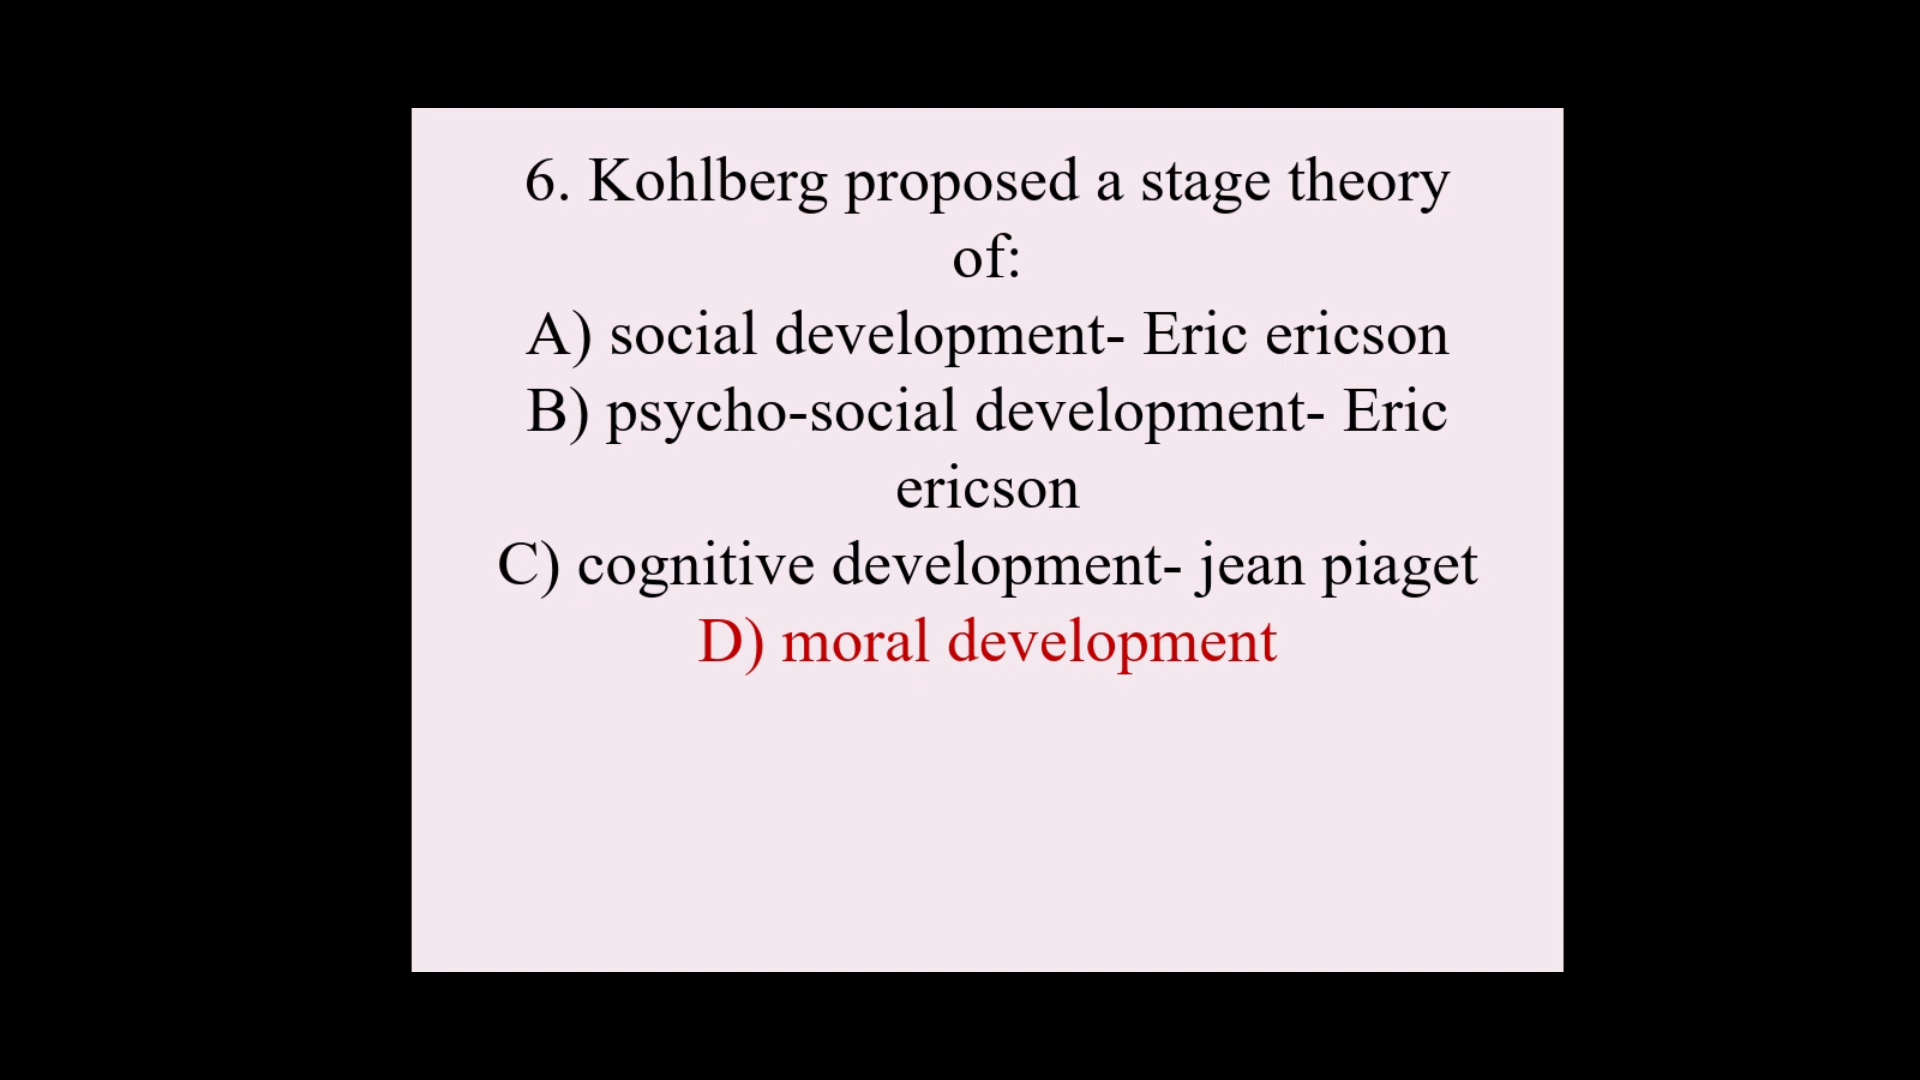 6. Kohlberg proposed a stage theory
of:
A) social development- Eric ericson
B) psycho-social development- Eric
ericson
C) cognitive development- jean piaget
D) moral development